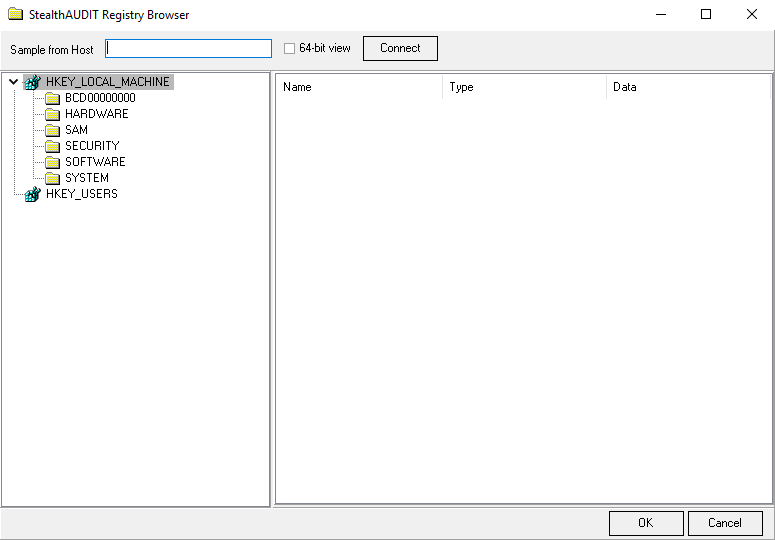 StealthAUDIT Registry Browser
Sample from Host 64-bit view Connect
HKEY_LOCAL_MACHINE
BCD00000000
HARDWARE
SAM
SECURITY
SOFTWARE
SYSTEM
HKEY_USERS
Name Type Data
OK Cancel